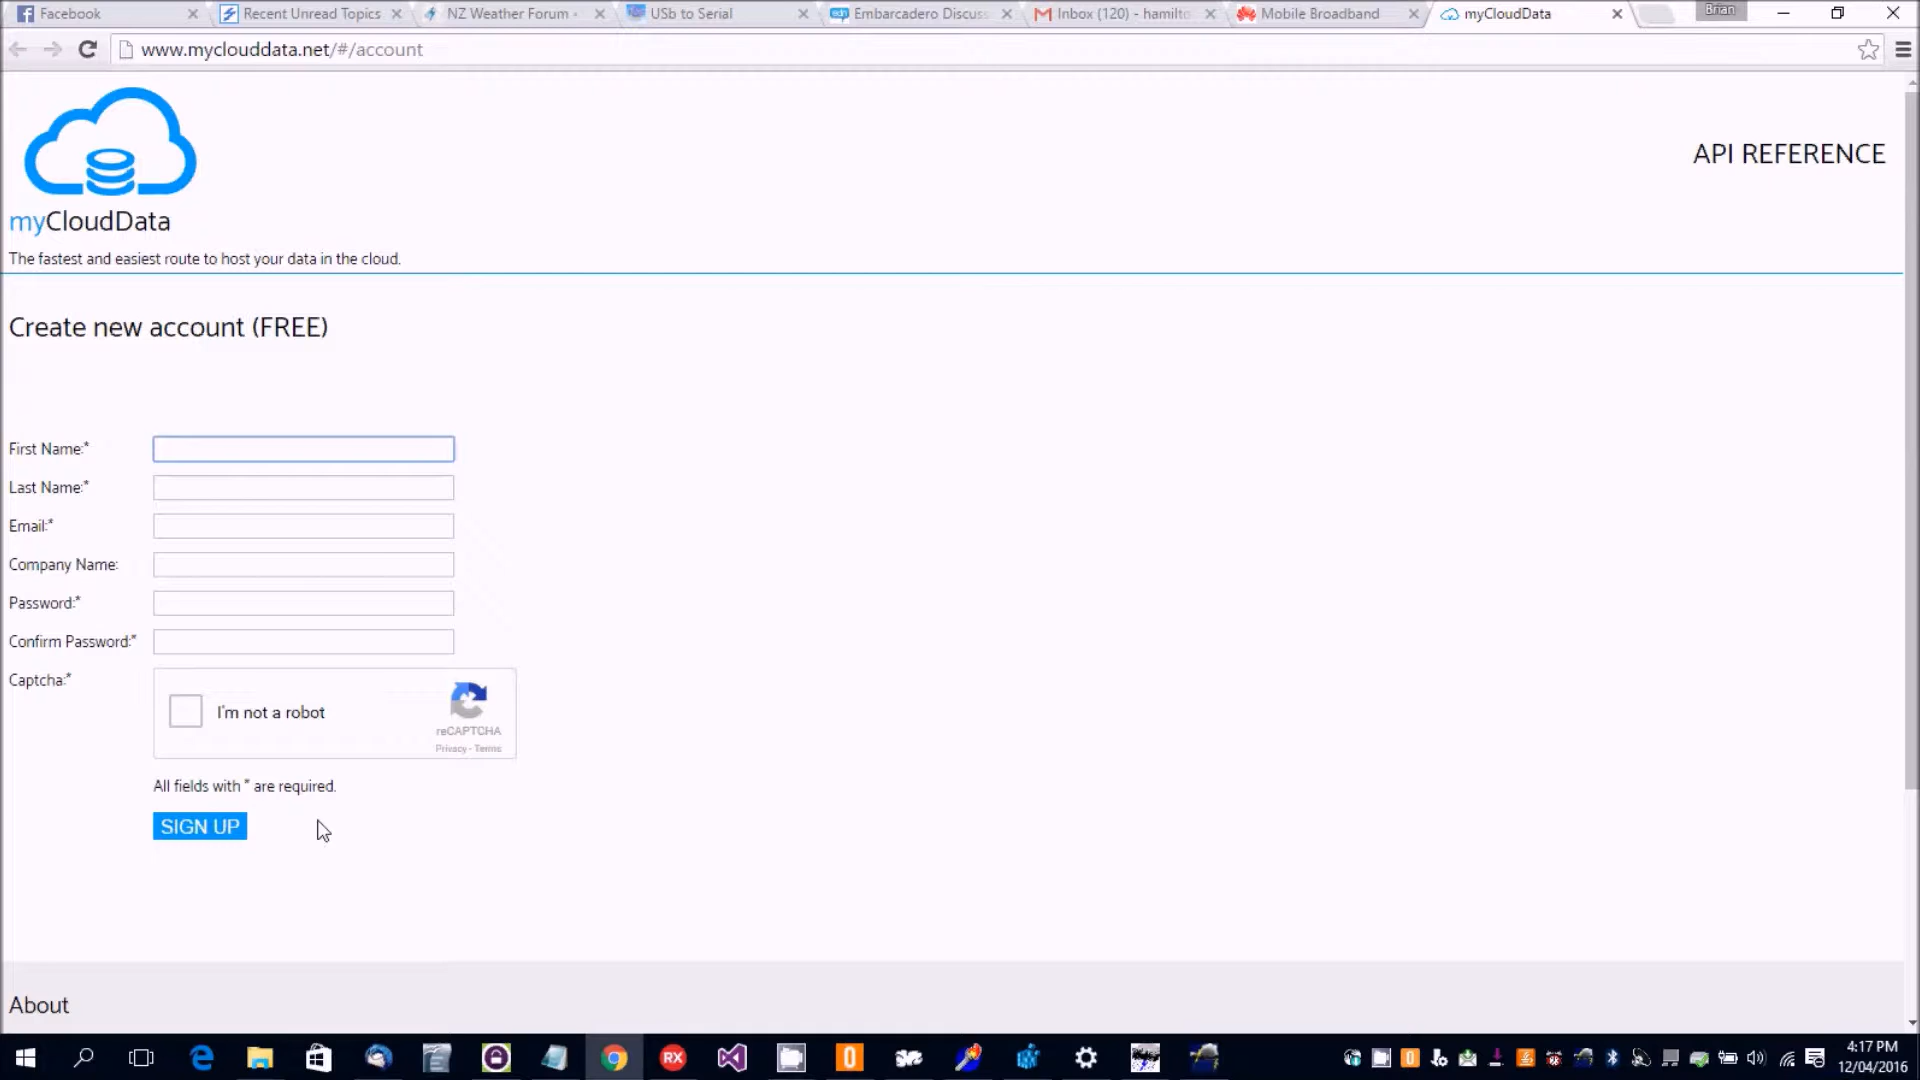 Facebook
Recent Unread Topics
NZ Weather Forum -
USb to Serial
Embarcadero Discuss
Inbox (120) - hamilto
Mobile Broadband
myCloudData
Brian
www.myclouddata.net/#/account
API REFERENCE
myCloudData
The fastest and easiest route to host your data in the cloud.
Create new account (FREE)
First Name:*
Last Name:*
Email:*
Company Name:
Password:*
Confirm Password:*
Captcha:*
I'm not a robot
reCAPTCHA
Privacy - Terms
All fields with * are required.
SIGN UP
About
RX
4:17 PM
12/04/2016